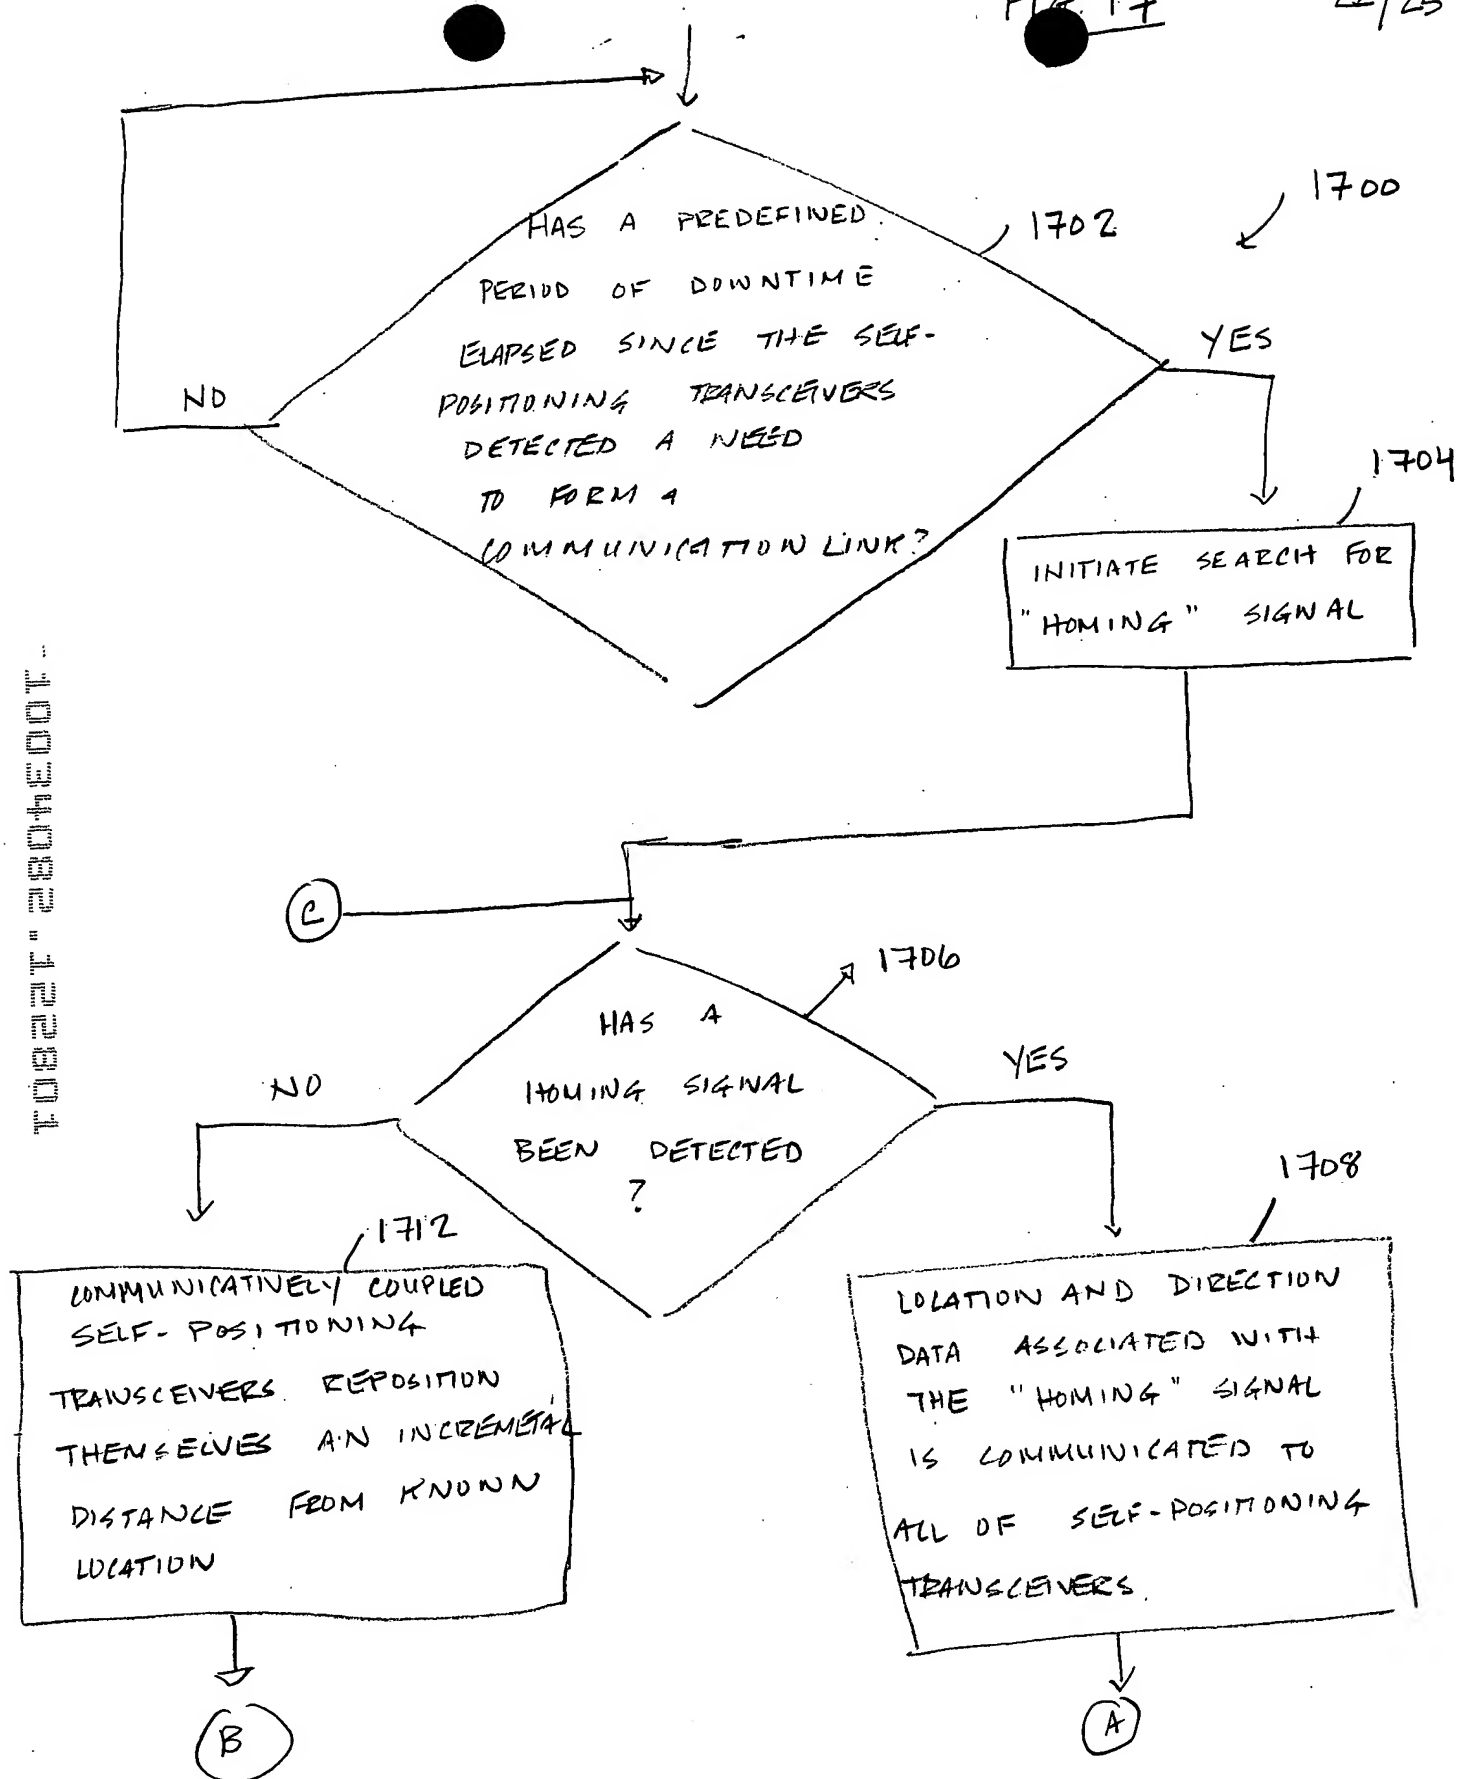 FIG. 17
22/25
1700
HAS A PREDEFINED
PERIOD OF DOWNTIME
ELAPSED SINCE THE SELF-
POSITIONING TRANSCEIVERS
DETECTED A NEED
TO FORM A
COMMUNICATION LINK?
1702
NO
YES
1704
INITIATE SEARCH FOR
"HOMING" SIGNAL
C
1706
HAS A
HOMING SIGNAL
BEEN DETECTED
?
NO
YES
1712
COMMUNICATIVELY COUPLED
SELF-POSITIONING
TRANSCEIVERS REPOSITION
THEMSELVES AN INCREMETAL
DISTANCE FROM KNOWN
LOCATION
B
1708
LOCATION AND DIRECTION
DATA ASSOCIATED WITH
THE "HOMING" SIGNAL
IS COMMUNICATED TO
ALL OF SELF-POSITIONING
TRANSCEIVERS.
A
10034082.122801